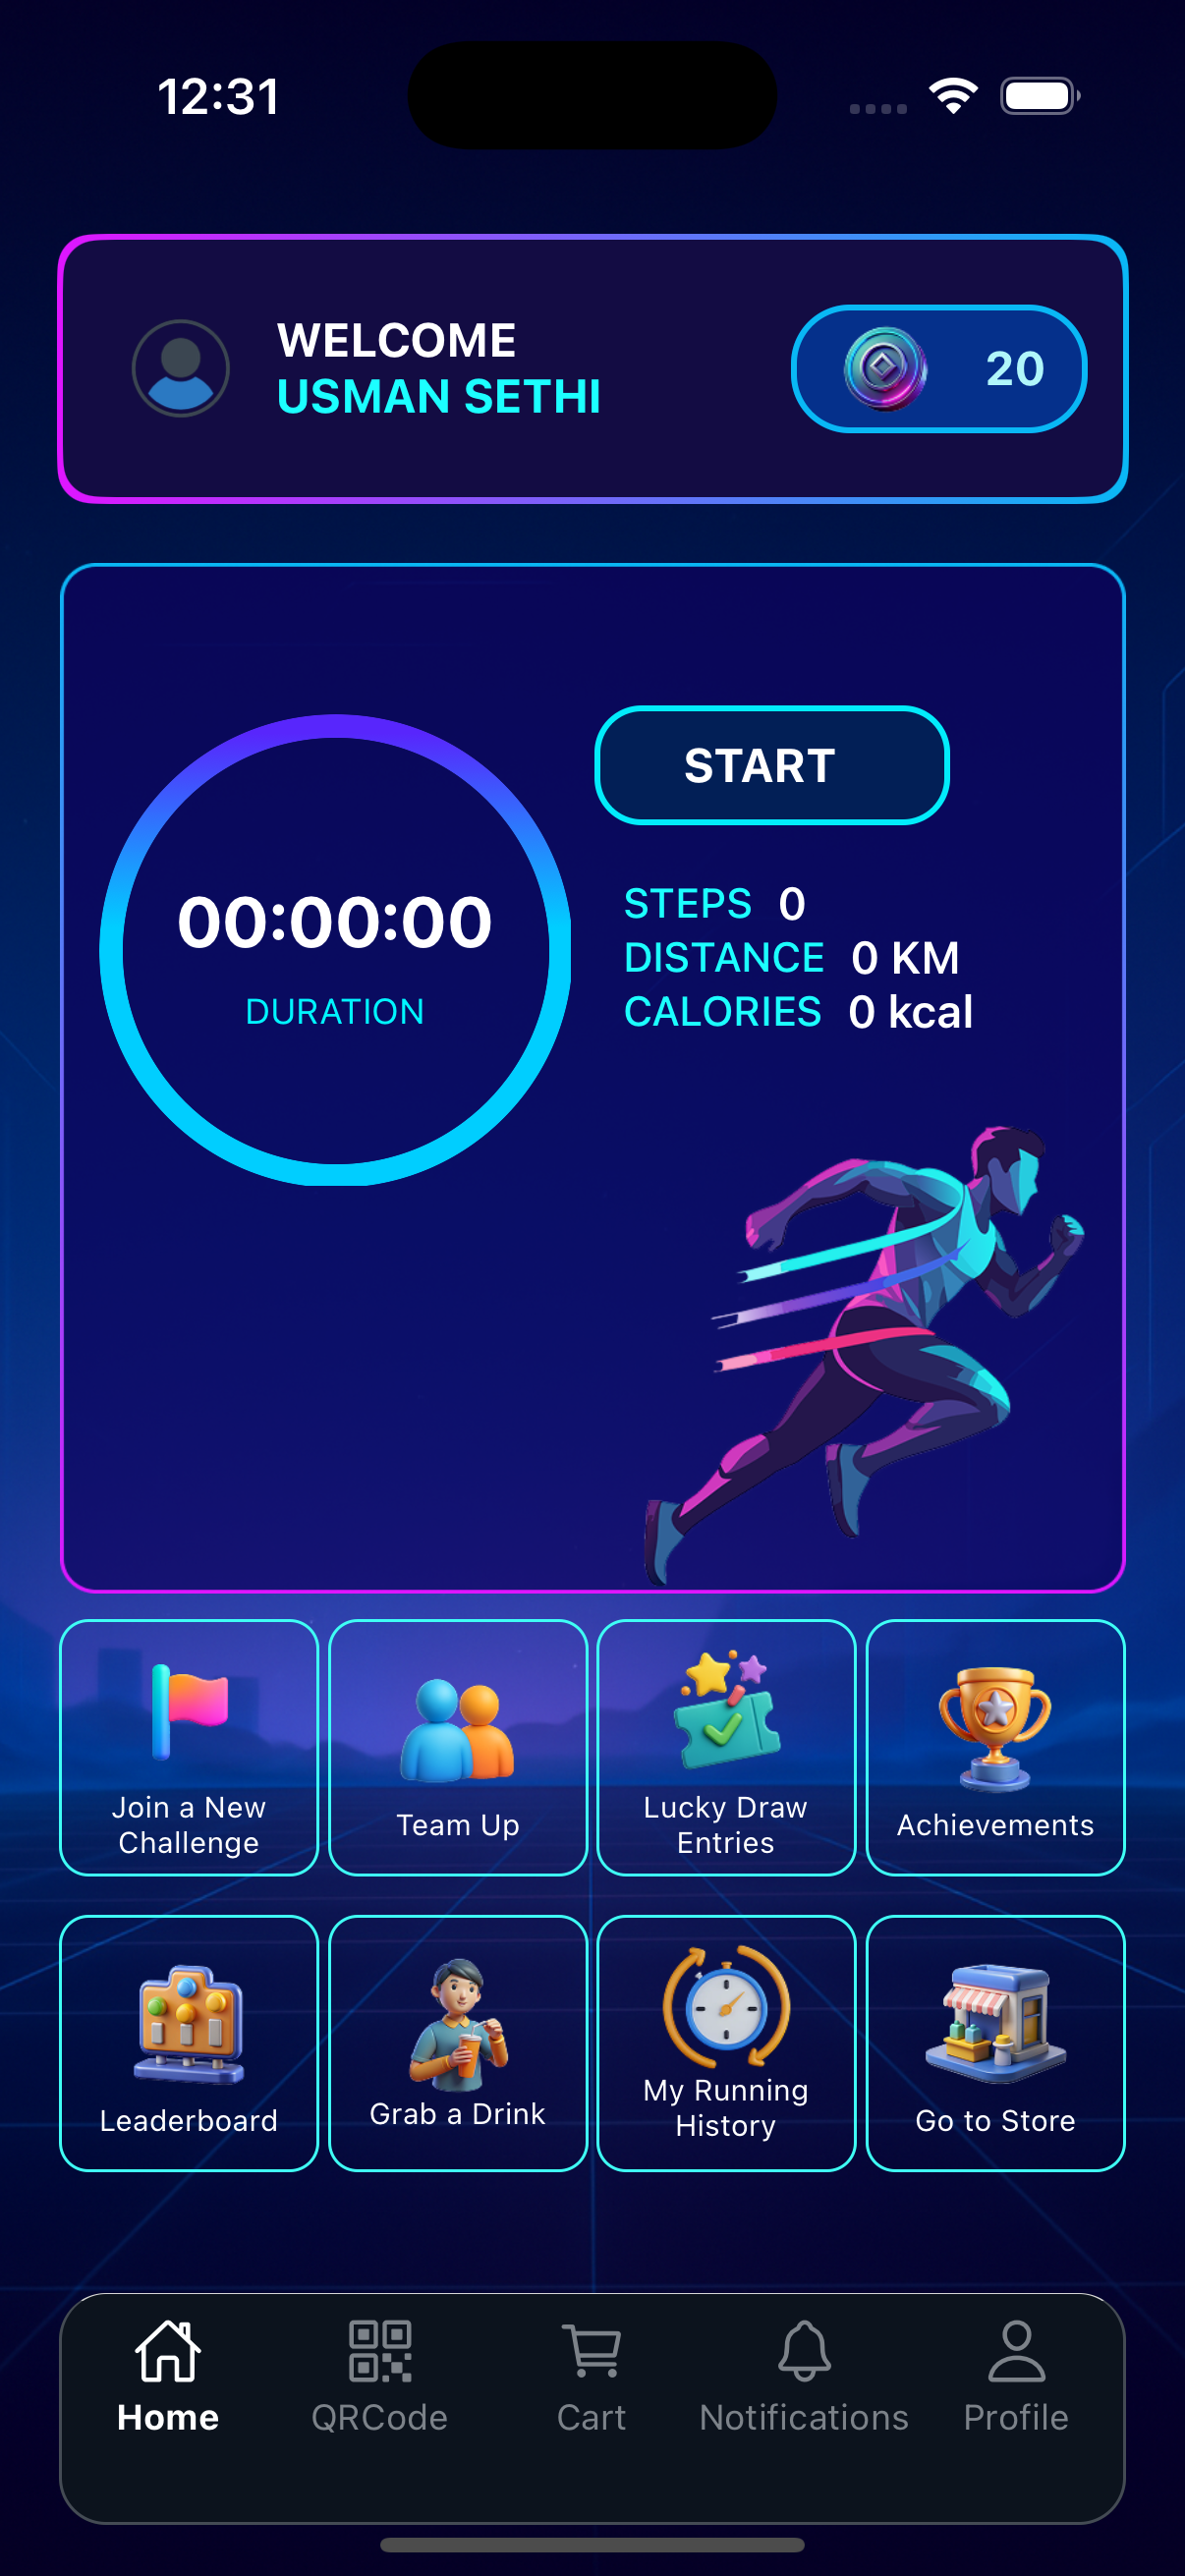 12:31
WELCOME
USMAN SETHI
20
START
00:00:00
DURATION
STEPS 0
DISTANCE 0 KM
CALORIES 0 kcal
Join a New
Challenge
Team Up
Lucky Draw
Entries
Achievements
Leaderboard
Grab a Drink
My Running
History
Go to Store
Home
QRCode
Cart
Notifications
Profile